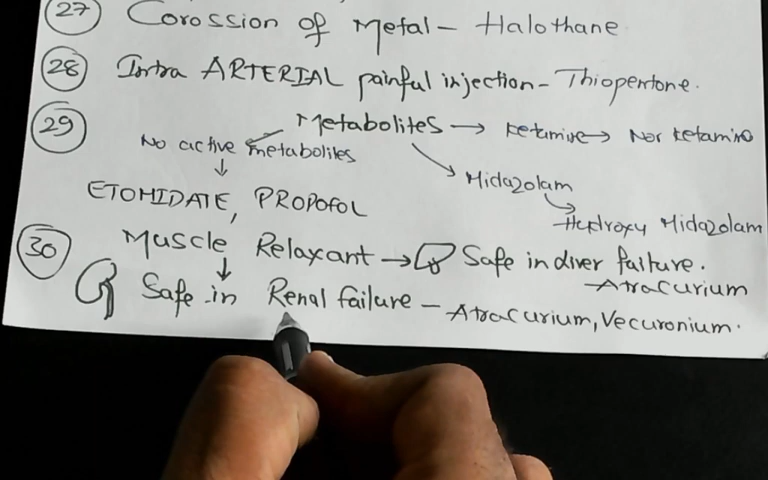 27 Corossion of Metal - Halothane
28 Intra ARTERIAL painful injection - Thiopentone.
29 Metabolites → Ketamine → Nor ketamine
No active metabolites
↓ Midazolam
ETOMIDATE, PROPOFOL
Hydroxy Midazolam
30 Muscle Relaxant → Safe in liver failure.
- Atracurium
↓
Safe in Renal failure - Atracurium, Vecuronium.